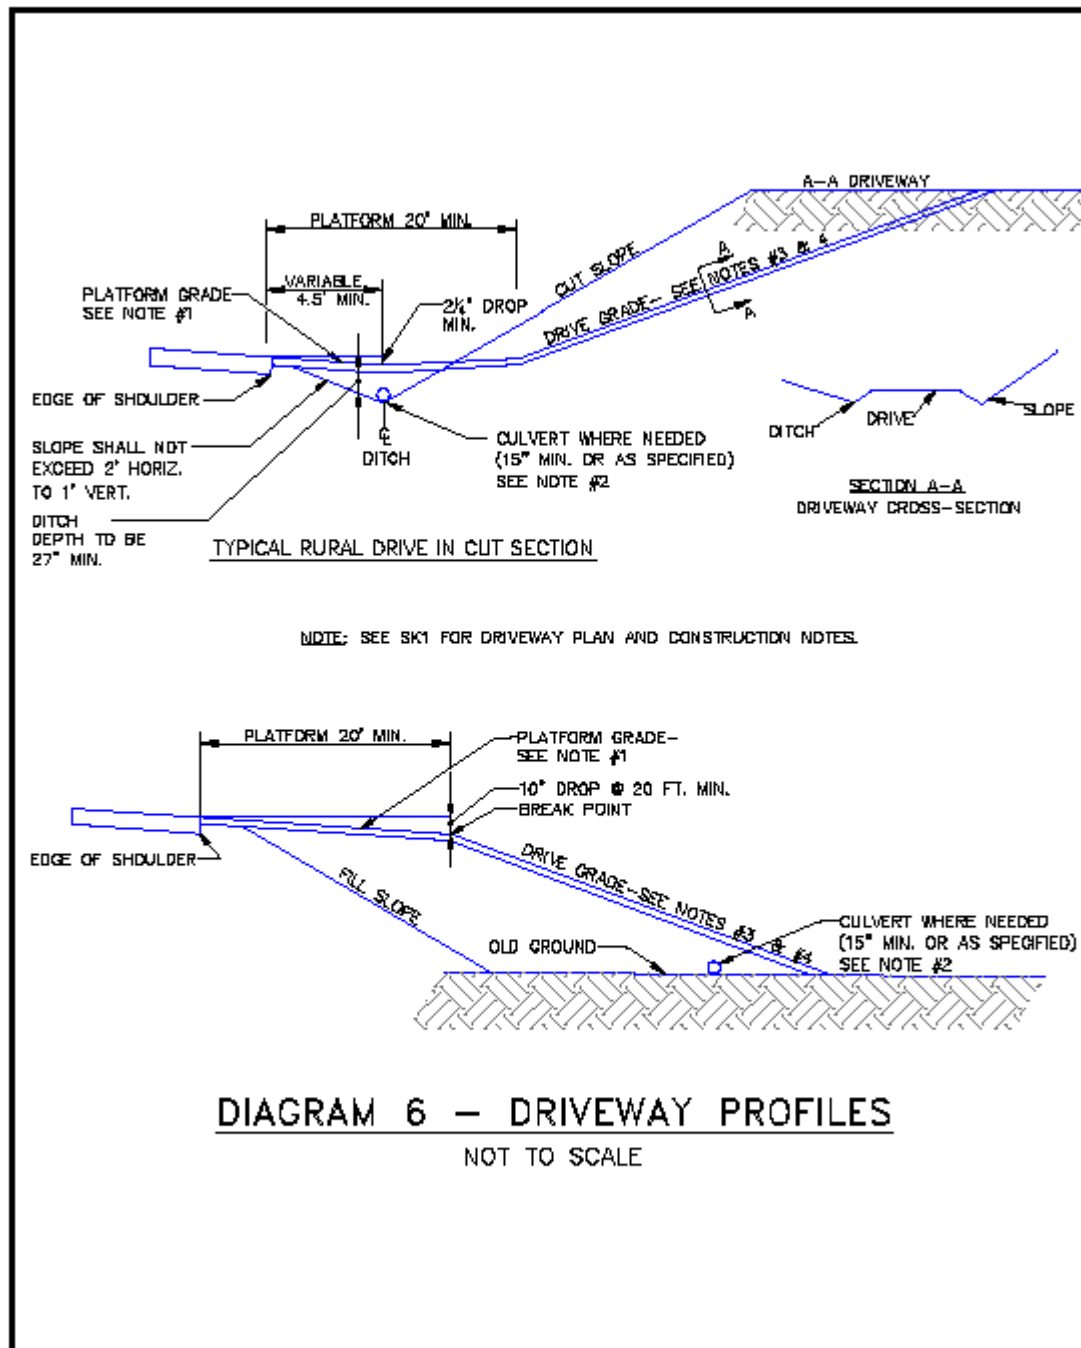 A-A DRIVEWAY
PLATFORM 20' MIN.
VARIABLE
4.5' MIN.
PLATFORM GRADE-
SEE NOTE #1
2¼" DROP
MIN.
CUT SLOPE
DRIVE GRADE- SEE NOTES #3 & 4
A
A
EDGE OF SHOULDER
SLOPE SHALL NOT
EXCEED 2' HORIZ.
TO 1' VERT.
DITCH
DEPTH TO BE
27" MIN.
℄
DITCH
CULVERT WHERE NEEDED
(15" MIN. OR AS SPECIFIED)
SEE NOTE #2
DITCH
DRIVE
SLOPE
SECTION A-A
DRIVEWAY CROSS-SECTION
TYPICAL RURAL DRIVE IN CUT SECTION
NOTE: SEE SK1 FOR DRIVEWAY PLAN AND CONSTRUCTION NOTES.
PLATFORM 20' MIN.
PLATFORM GRADE-
SEE NOTE #1
10" DROP @ 20 FT. MIN.
BREAK POINT
EDGE OF SHOULDER
FILL SLOPE
DRIVE GRADE-SEE NOTES #3 & #4
OLD GROUND
CULVERT WHERE NEEDED
(15" MIN. OR AS SPECIFIED)
SEE NOTE #2
DIAGRAM 6 - DRIVEWAY PROFILES
NOT TO SCALE